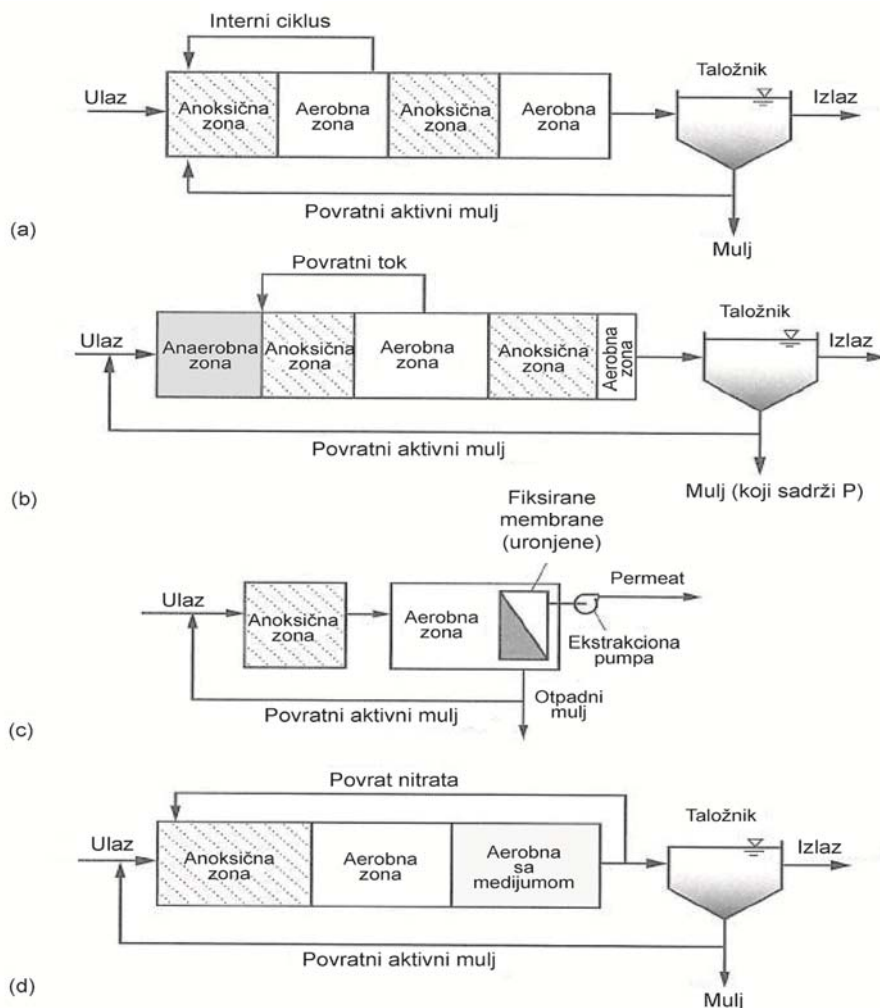 Interni ciklus
Taložnik
Ulaz
Anoksična
zona
Aerobna
zona
Anoksična
zona
Aerobna
zona
Izlaz
Povratni aktivni mulj
(a)
Mulj
Povratni tok
Taložnik
Ulaz
Anaerobna
zona
Anoksična
zona
Aerobna
zona
Anoksična
zona
Aerobna
zona
Izlaz
Povratni aktivni mulj
(b)
Mulj (koji sadrži P)
Fiksirane
membrane
(uronjene)
Permeat
Ulaz
Anoksična
zona
Aerobna
zona
Ekstrakciona
pumpa
Povratni aktivni mulj
Otpadni
mulj
(c)
Povrat nitrata
Taložnik
Ulaz
Anoksična
zona
Aerobna
zona
Aerobna
sa
medijumom
Izlaz
Povratni aktivni mulj
(d)
Mulj